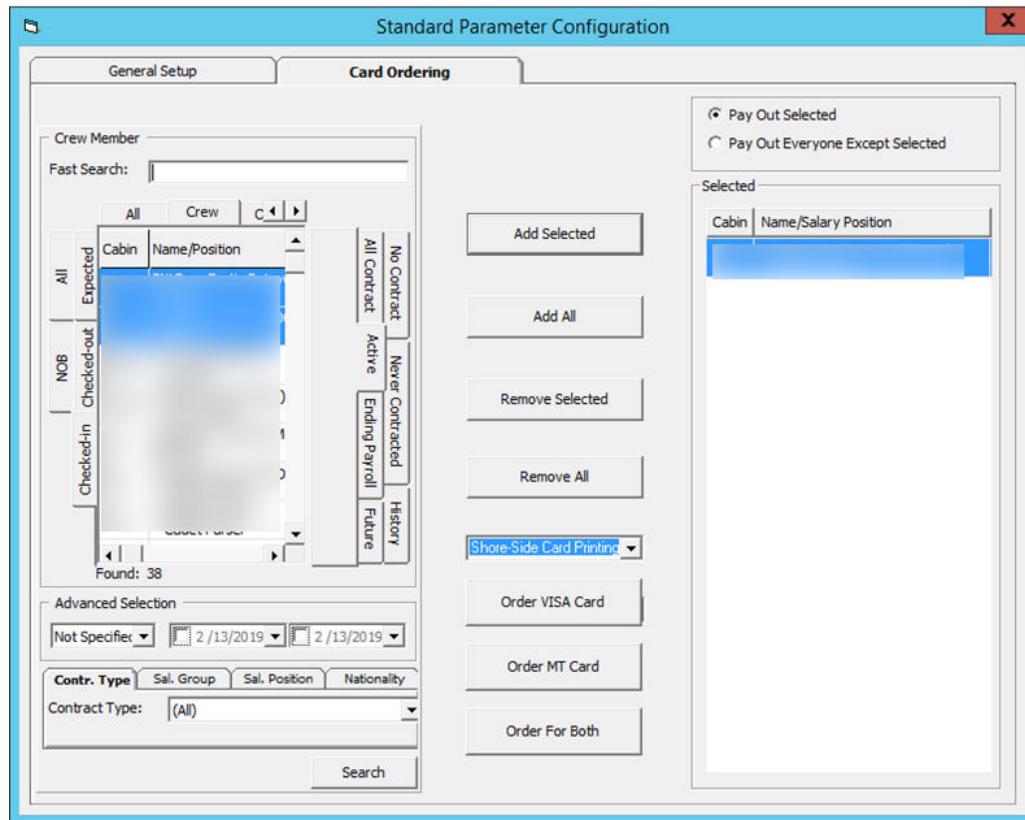 Standard Parameter Configuration
X
General Setup
Card Ordering
Crew Member
Fast Search:
All
Crew
C
Cabin
Name/Position
All
NOB
Expected
Checked-out
Checked-in
All Contract
Active
Ending Payroll
Future
No Contract
Never Contracted
History
Found: 38
Advanced Selection
Not Specified
2 /13/2019
2 /13/2019
Contr. Type
Sal. Group
Sal. Position
Nationality
Contract Type:
(All)
Search
Add Selected
Add All
Remove Selected
Remove All
Shore-Side Card Printing
Order VISA Card
Order MT Card
Order For Both
Pay Out Selected
Pay Out Everyone Except Selected
Selected
Cabin
Name/Salary Position